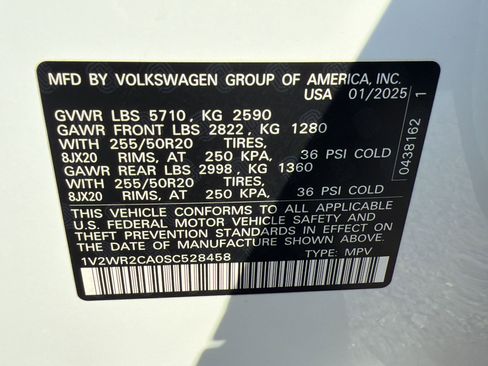 MFD BY VOLKSWAGEN GROUP OF AMERICA, INC.
USA 01/2025
GVWR LBS 5710, KG 2590
GAWR FRONT LBS 2822, KG 1280
WITH 255/50R20 TIRES,
8JX20 RIMS, AT 250 KPA, 36 PSI COLD
GAWR REAR LBS 2998, KG 1360
WITH 255/50R20 TIRES,
8JX20 RIMS, AT 250 KPA, 36 PSI COLD
THIS VEHICLE CONFORMS TO ALL APPLICABLE
U.S. FEDERAL MOTOR VEHICLE SAFETY AND
THEFT PREVENTION STANDARDS IN EFFECT ON
THE DATE OF MANUFACTURE SHOWN ABOVE.
1V2WR2CA0SC528458 TYPE: MPV
0438162 1